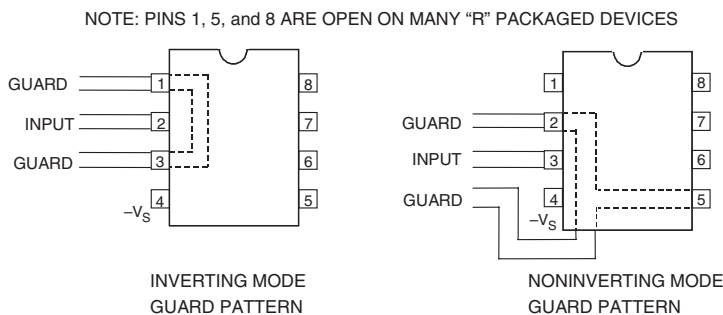 NOTE: PINS 1, 5, and 8 ARE OPEN ON MANY “R” PACKAGED DEVICES
GUARD
INPUT
GUARD
1
2
3
4
–VS
8
7
6
5
INVERTING MODE
GUARD PATTERN
GUARD
INPUT
GUARD
1
2
3
4
–VS
8
7
6
5
NONINVERTING MODE
GUARD PATTERN